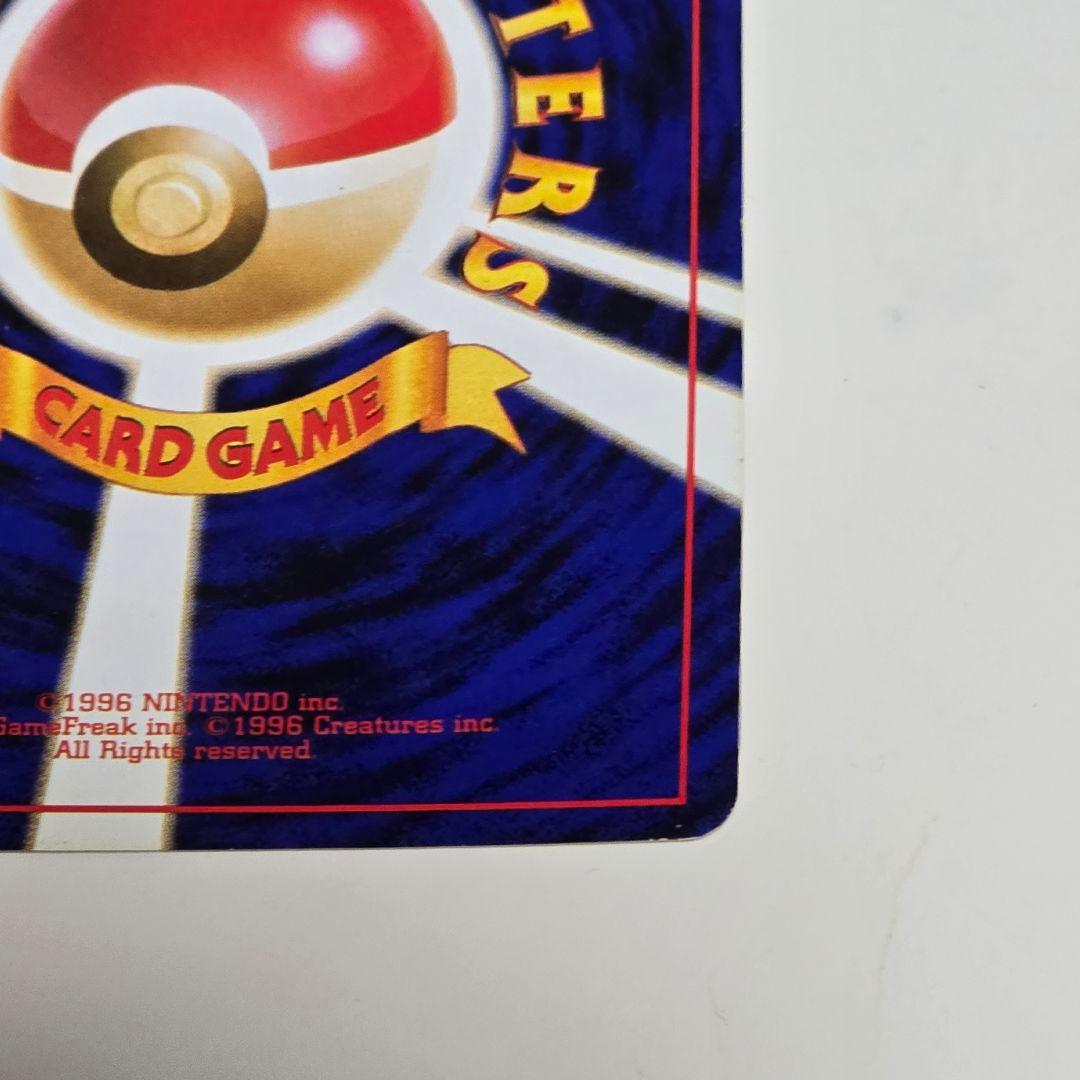 TERS
CARD GAME
©1996 NINTENDO inc.
GameFreak inc. ©1996 Creatures inc.
All Rights reserved.